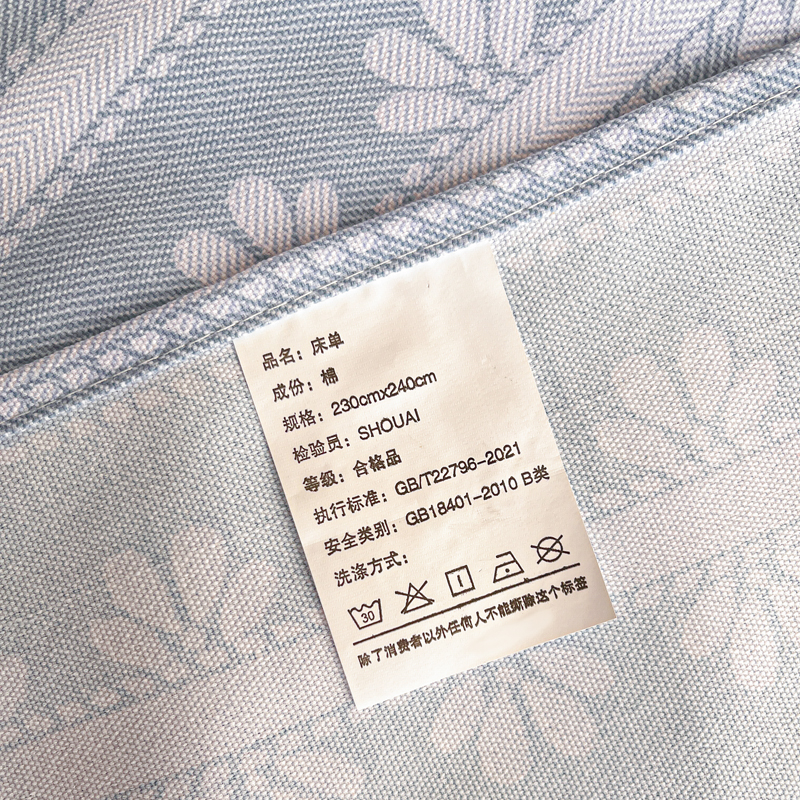 品名：床单
成份：棉
规格：230cmx240cm
检验员：SHOUAI
等级：合格品
执行标准：GB/T22796-2021
安全类别：GB18401-2010 B类
洗涤方式：
30
除了消费者以外任何人不能撕除这个标签